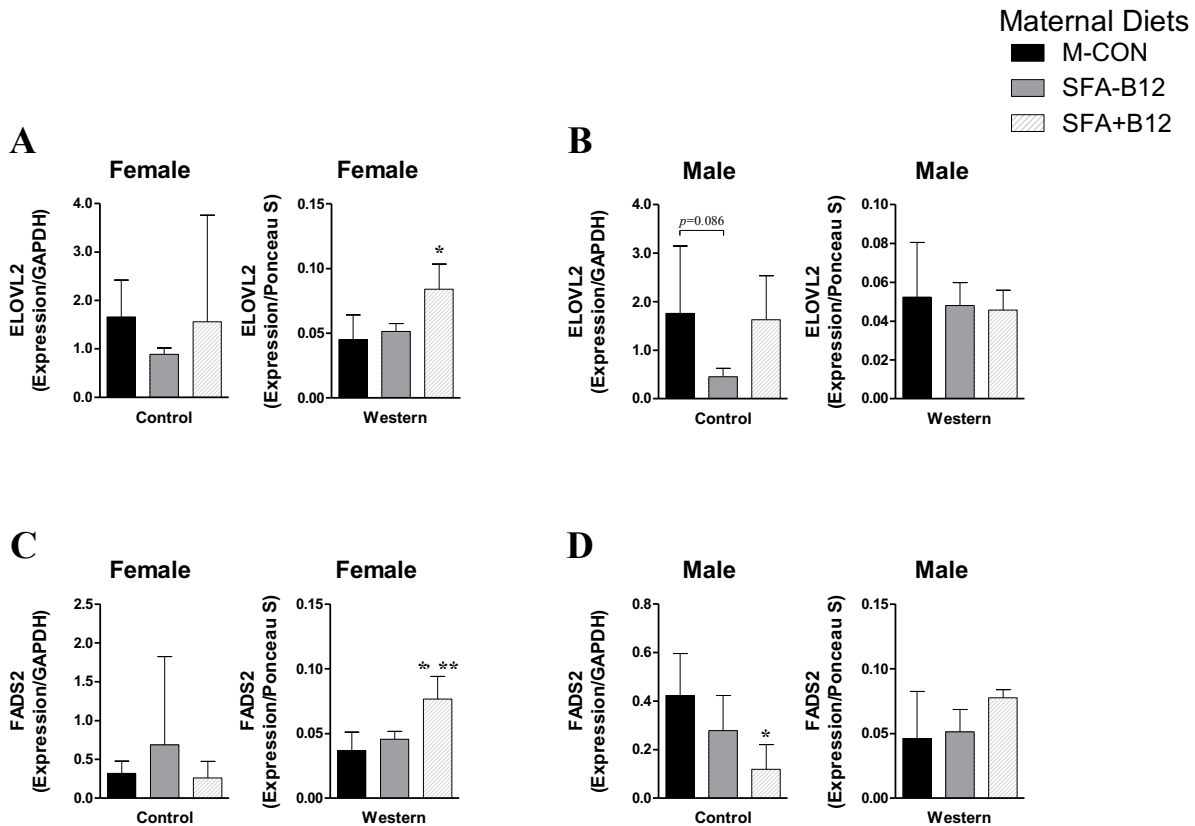 Maternal Diets
M-CON
SFA-B12
SFA+B12
A
Female
ELOVL2
(Expression/GAPDH)
4.0
3.0
2.0
1.0
0.0
Control
Female
ELOVL2
(Expression/Ponceau S)
0.15
0.10
0.05
0.00
*
Western
B
Male
ELOVL2
(Expression/GAPDH)
4.0
3.0
2.0
1.0
0.0
p=0.086
Control
Male
ELOVL2
(Expression/Ponceau S)
0.10
0.08
0.06
0.04
0.02
0.00
Western
C
Female
FADS2
(Expression/GAPDH)
2.5
2.0
1.5
1.0
0.5
0.0
Control
Female
FADS2
(Expression/Ponceau S)
0.15
0.10
0.05
0.00
*, **
Western
D
Male
FADS2
(Expression/GAPDH)
0.8
0.6
0.4
0.2
0.0
*
Control
Male
FADS2
(Expression/Ponceau S)
0.15
0.10
0.05
0.00
Western